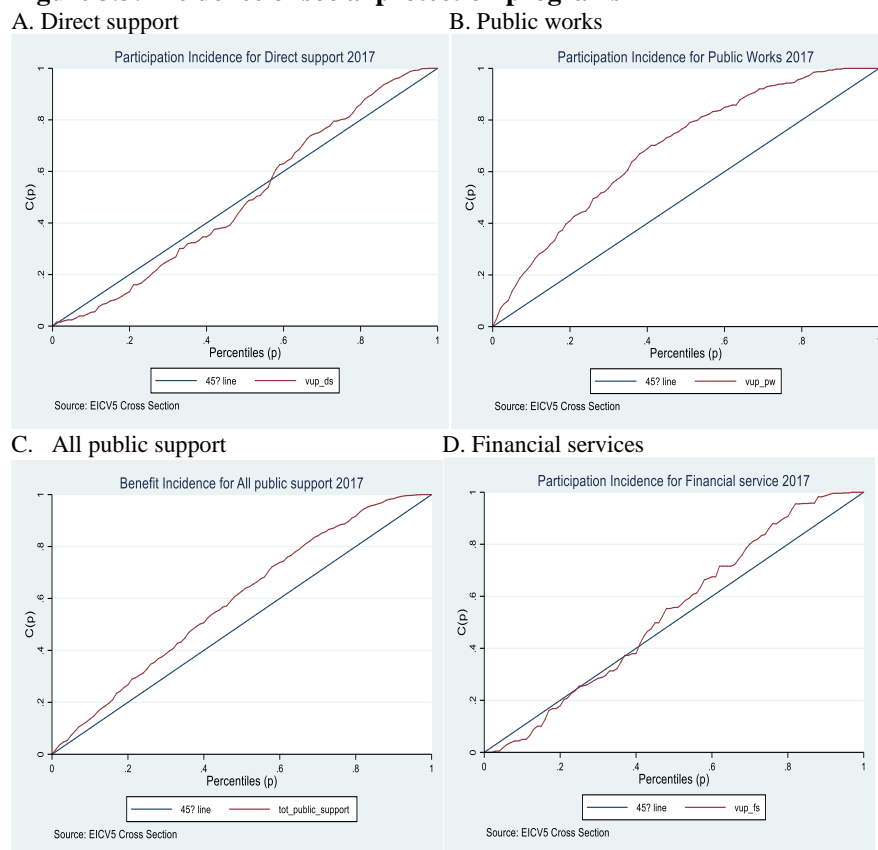 A. Direct support
B. Public works
Participation Incidence for Direct support 2017
C(p)
0 .2 .4 .6 .8 1
0 .2 .4 .6 .8 1
Percentiles (p)
45? line vup_ds
Source: EICV5 Cross Section
Participation Incidence for Public Works 2017
C(p)
0 .2 .4 .6 .8 1
0 .2 .4 .6 .8 1
Percentiles (p)
45? line vup_pw
Source: EICV5 Cross Section
C. All public support
D. Financial services
Benefit Incidence for All public support 2017
C(p)
0 .2 .4 .6 .8 1
0 .2 .4 .6 .8 1
Percentiles (p)
45? line tot_public_support
Source: EICV5 Cross Section
Participation Incidence for Financial service 2017
C(p)
0 .2 .4 .6 .8 1
0 .2 .4 .6 .8 1
Percentiles (p)
45? line vup_fs
Source: EICV5 Cross Section